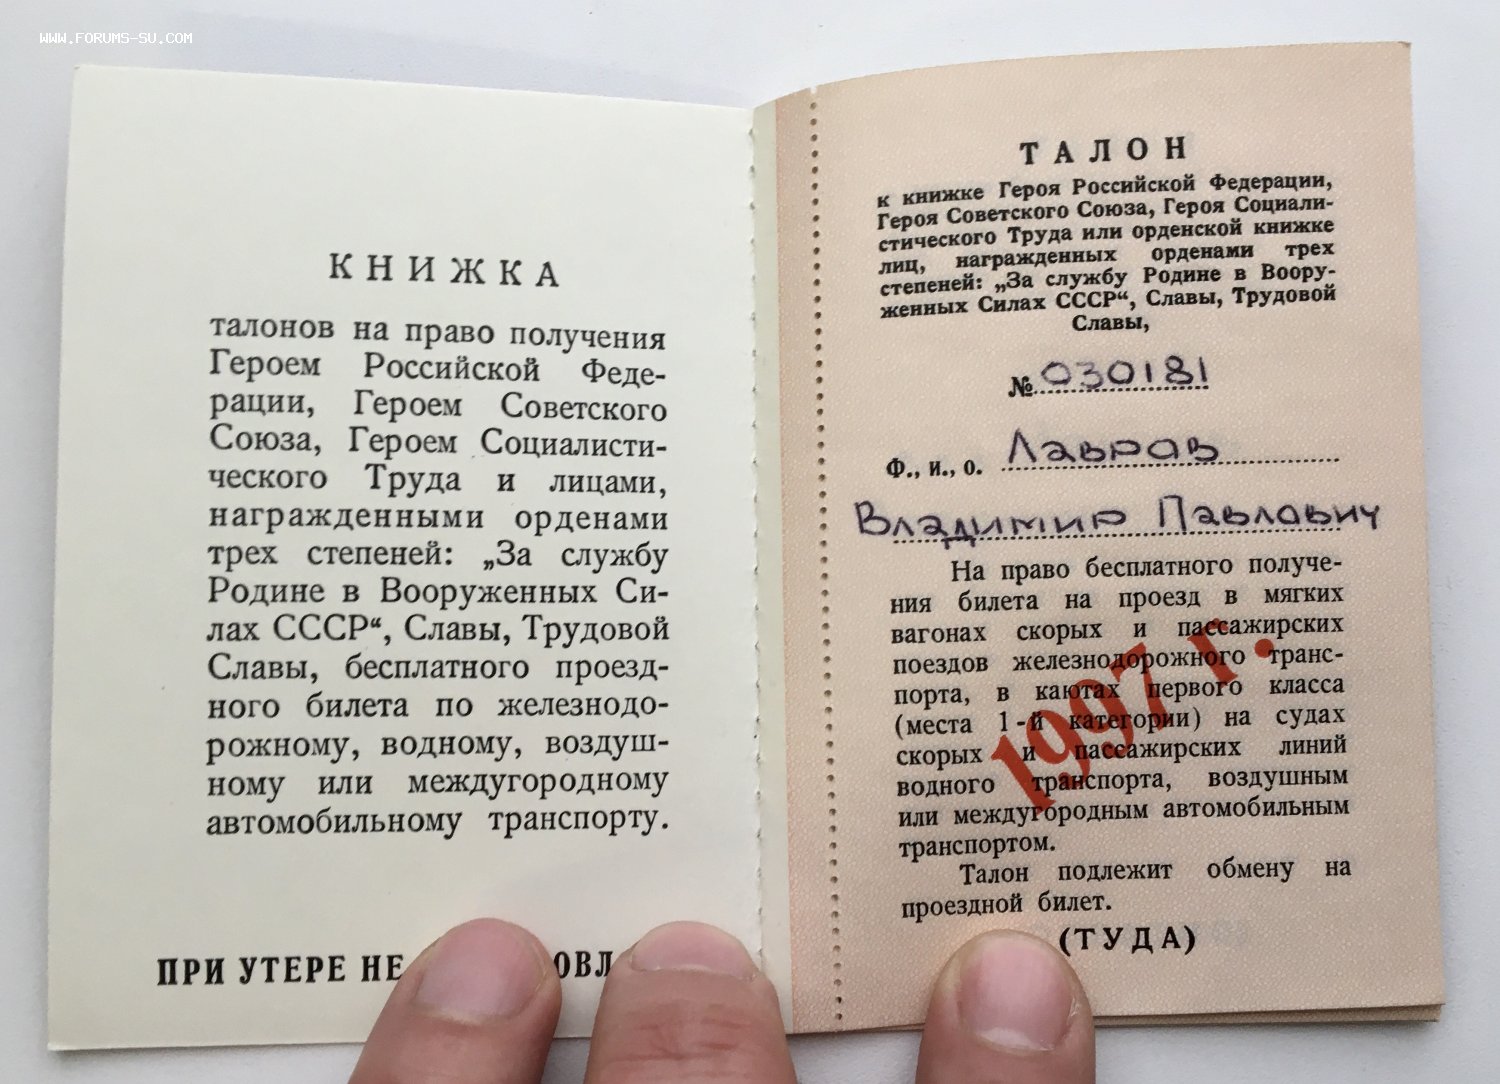 WWW.FORUMS-SU.COM
КНИЖКА
талонов на право получения
Героем Российской Феде-
рации, Героем Советского
Союза, Героем Социалисти-
ческого Труда и лицами,
награжденными орденами
трех степеней: „За службу
Родине в Вооруженных Си-
лах СССР“, Славы, Трудовой
Славы, бесплатного проезд-
ного билета по железнодо-
рожному, водному, воздуш-
ному или междугородному
автомобильному транспорту.
ПРИ УТЕРЕ НЕ
ТАЛОН
к книжке Героя Российской Федерации,
Героя Советского Союза, Героя Социали-
стического Труда или орденской книжке
лиц, награжденных орденами трех
степеней: „За службу Родине в Воору-
женных Силах СССР“, Славы, Трудовой
Славы,
№ 030181
Ф., и., о. Лавров
Владимир Павлович
На право бесплатного получе-
ния билета на проезд в мягких
вагонах скорых и пассажирских
поездов железнодорожного транс-
порта, в каютах первого класса
(места 1-й категории) на судах
скорых и пассажирских линий
водного транспорта, воздушным
или междугородным автомобильным
транспортом.
Талон подлежит обмену на
проездной билет.
(ТУДА)
1997 г.